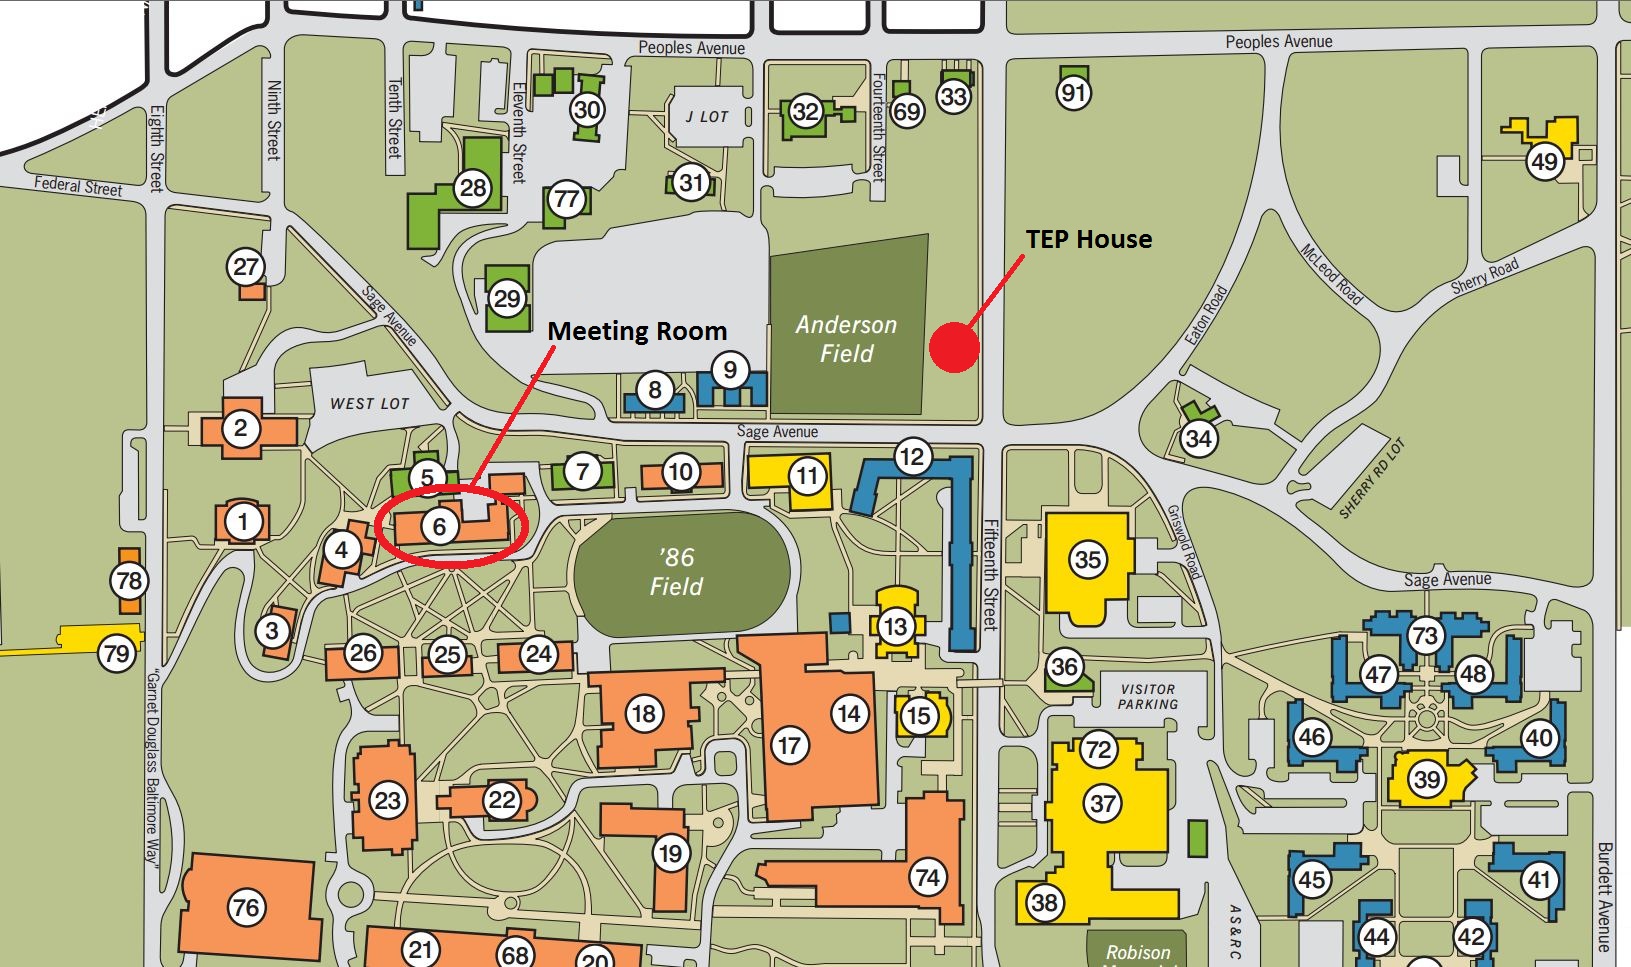 Peoples Avenue
Peoples Avenue
Eighth Street
Ninth Street
Tenth Street
Eleventh Street
Fourteenth Street
30
J LOT
32
69
33
91
49
Federal Street
28
77
31
27
Sage Avenue
29
TEP House
McLeod Road
Sherry Road
Eaton Road
Meeting Room
Anderson
Field
8
9
WEST LOT
2
Sage Avenue
34
SHERRY RD LOT
5
7
10
11
12
1
6
4
'86
Field
Fifteenth Street
35
Griswold Road
78
Sage Avenue
3
13
73
79
26
25
24
36
47
48
"Garnet Douglass Baltimore Way"
18
17
14
15
VISITOR
PARKING
46
40
72
39
23
22
37
19
74
38
45
41
Burdett Avenue
76
AS&RC
21
68
20
44
42
Robison